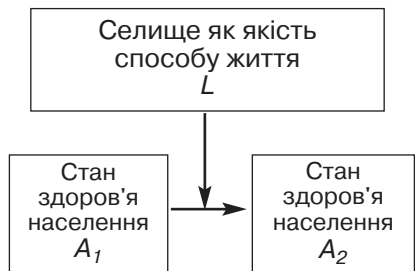 Селище як якість
способу життя
L
Стан
здоров'я
населення
A1
Стан
здоров'я
населення
A2